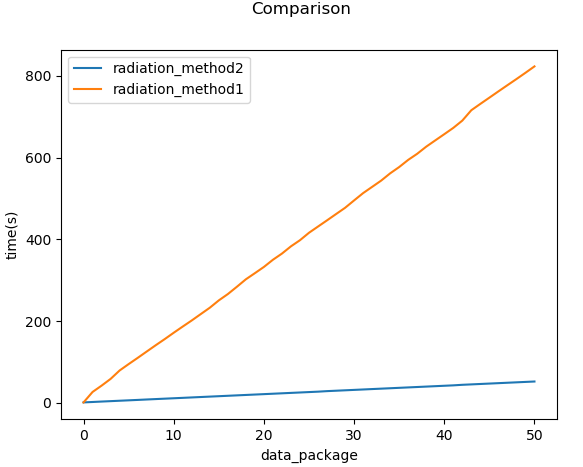 Comparison
radiation_method2
radiation_method1
800
600
400
200
0
time(s)
0 10 20 30 40 50
data_package